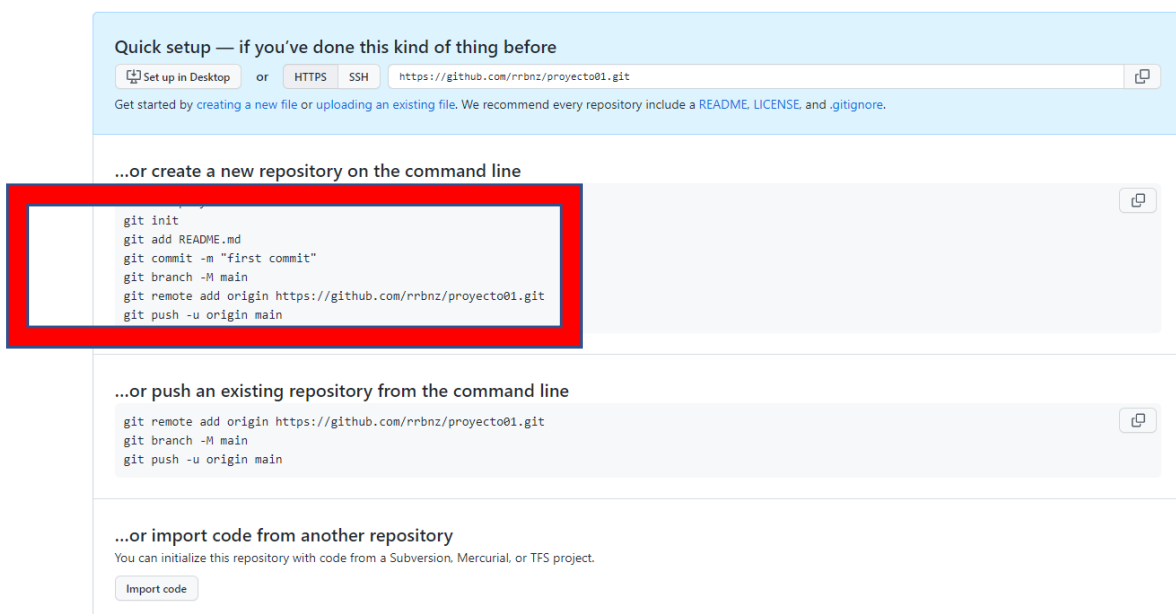 Quick setup — if you've done this kind of thing before
Set up in Desktop or HTTPS SSH https://github.com/rrbnz/proyecto01.git
Get started by creating a new file or uploading an existing file. We recommend every repository include a README, LICENSE, and .gitignore.
...or create a new repository on the command line
git init
git add README.md
git commit -m "first commit"
git branch -M main
git remote add origin https://github.com/rrbnz/proyecto01.git
git push -u origin main
...or push an existing repository from the command line
git remote add origin https://github.com/rrbnz/proyecto01.git
git branch -M main
git push -u origin main
...or import code from another repository
You can initialize this repository with code from a Subversion, Mercurial, or TFS project.
Import code